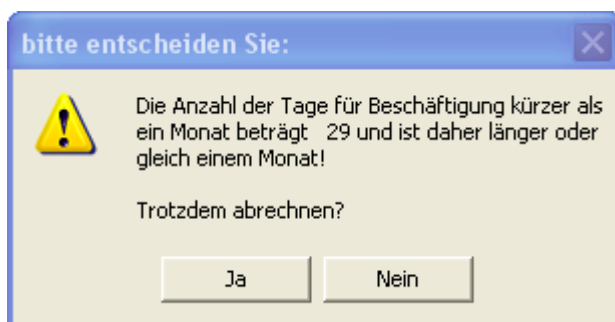 bitte entscheiden Sie:
Die Anzahl der Tage für Beschäftigung kürzer als
ein Monat beträgt   29 und ist daher länger oder
gleich einem Monat!
Trotzdem abrechnen?
Ja
Nein